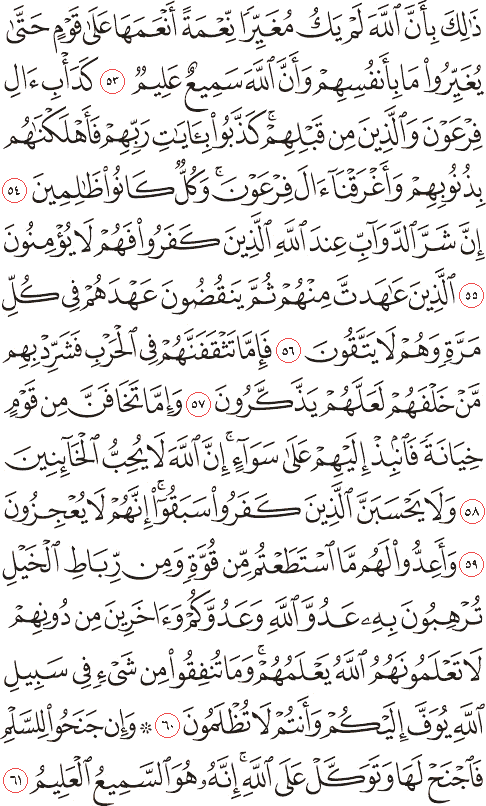 ذَٰلِكَ بِأَنَّ ٱللَّهَ لَمْ يَكُ مُغَيِّرًا نِّعْمَةً أَنْعَمَهَا عَلَىٰ قَوْمٍ حَتَّىٰ
يُغَيِّرُوا۟ مَا بِأَنفُسِهِمْ وَأَنَّ ٱللَّهَ سَمِيعٌ عَلِيمٌ ٥٣ كَدَأْبِ ءَالِ
فِرْعَوْنَ وَٱلَّذِينَ مِن قَبْلِهِمْ ۚ كَذَّبُوا۟ بِـَٔايَـٰتِ رَبِّهِمْ فَأَهْلَكْنَـٰهُم
بِذُنُوبِهِمْ وَأَغْرَقْنَآ ءَالَ فِرْعَوْنَ ۚ وَكُلٌّ كَانُوا۟ ظَـٰلِمِينَ ٥٤
إِنَّ شَرَّ ٱلدَّوَآبِّ عِندَ ٱللَّهِ ٱلَّذِينَ كَفَرُوا۟ فَهُمْ لَا يُؤْمِنُونَ
٥٥ ٱلَّذِينَ عَـٰهَدتَّ مِنْهُمْ ثُمَّ يَنقُضُونَ عَهْدَهُمْ فِى كُلِّ
مَرَّةٍ وَهُمْ لَا يَتَّقُونَ ٥٦ فَإِمَّا تَثْقَفَنَّهُمْ فِى ٱلْحَرْبِ فَشَرِّدْ بِهِم
مَّنْ خَلْفَهُمْ لَعَلَّهُمْ يَذَّكَّرُونَ ٥٧ وَإِمَّا تَخَافَنَّ مِن قَوْمٍ
خِيَانَةً فَٱنۢبِذْ إِلَيْهِمْ عَلَىٰ سَوَآءٍ ۚ إِنَّ ٱللَّهَ لَا يُحِبُّ ٱلْخَآئِنِينَ
٥٨ وَلَا يَحْسَبَنَّ ٱلَّذِينَ كَفَرُوا۟ سَبَقُوٓا۟ ۚ إِنَّهُمْ لَا يُعْجِزُونَ
٥٩ وَأَعِدُّوا۟ لَهُم مَّا ٱسْتَطَعْتُم مِّن قُوَّةٍ وَمِن رِّبَاطِ ٱلْخَيْلِ
تُرْهِبُونَ بِهِۦ عَدُوَّ ٱللَّهِ وَعَدُوَّكُمْ وَءَاخَرِينَ مِن دُونِهِمْ
لَا تَعْلَمُونَهُمُ ٱللَّهُ يَعْلَمُهُمْ ۚ وَمَا تُنفِقُوا۟ مِن شَىْءٍ فِى سَبِيلِ
ٱللَّهِ يُوَفَّ إِلَيْكُمْ وَأَنتُمْ لَا تُظْلَمُونَ ٦٠ ۞ وَإِن جَنَحُوا۟ لِلسَّلْمِ
فَٱجْنَحْ لَهَا وَتَوَكَّلْ عَلَى ٱللَّهِ ۚ إِنَّهُۥ هُوَ ٱلسَّمِيعُ ٱلْعَلِيمُ ٦١